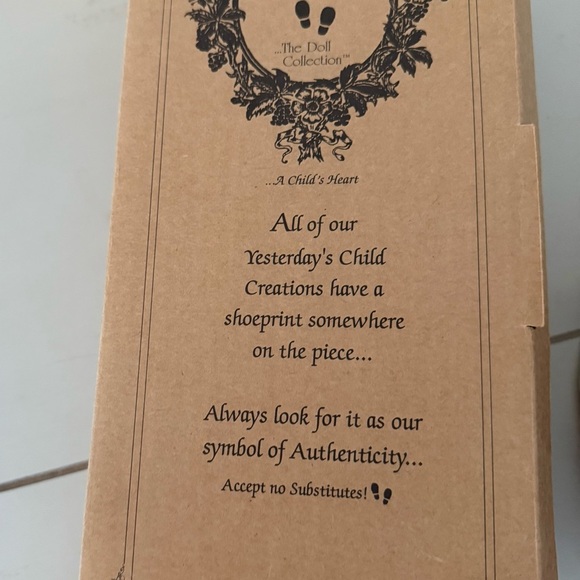 ...The Doll
Collection™
...A Child's Heart
All of our
Yesterday's Child
Creations have a
shoeprint somewhere
on the piece...
Always look for it as our
symbol of Authenticity...
Accept no Substitutes!